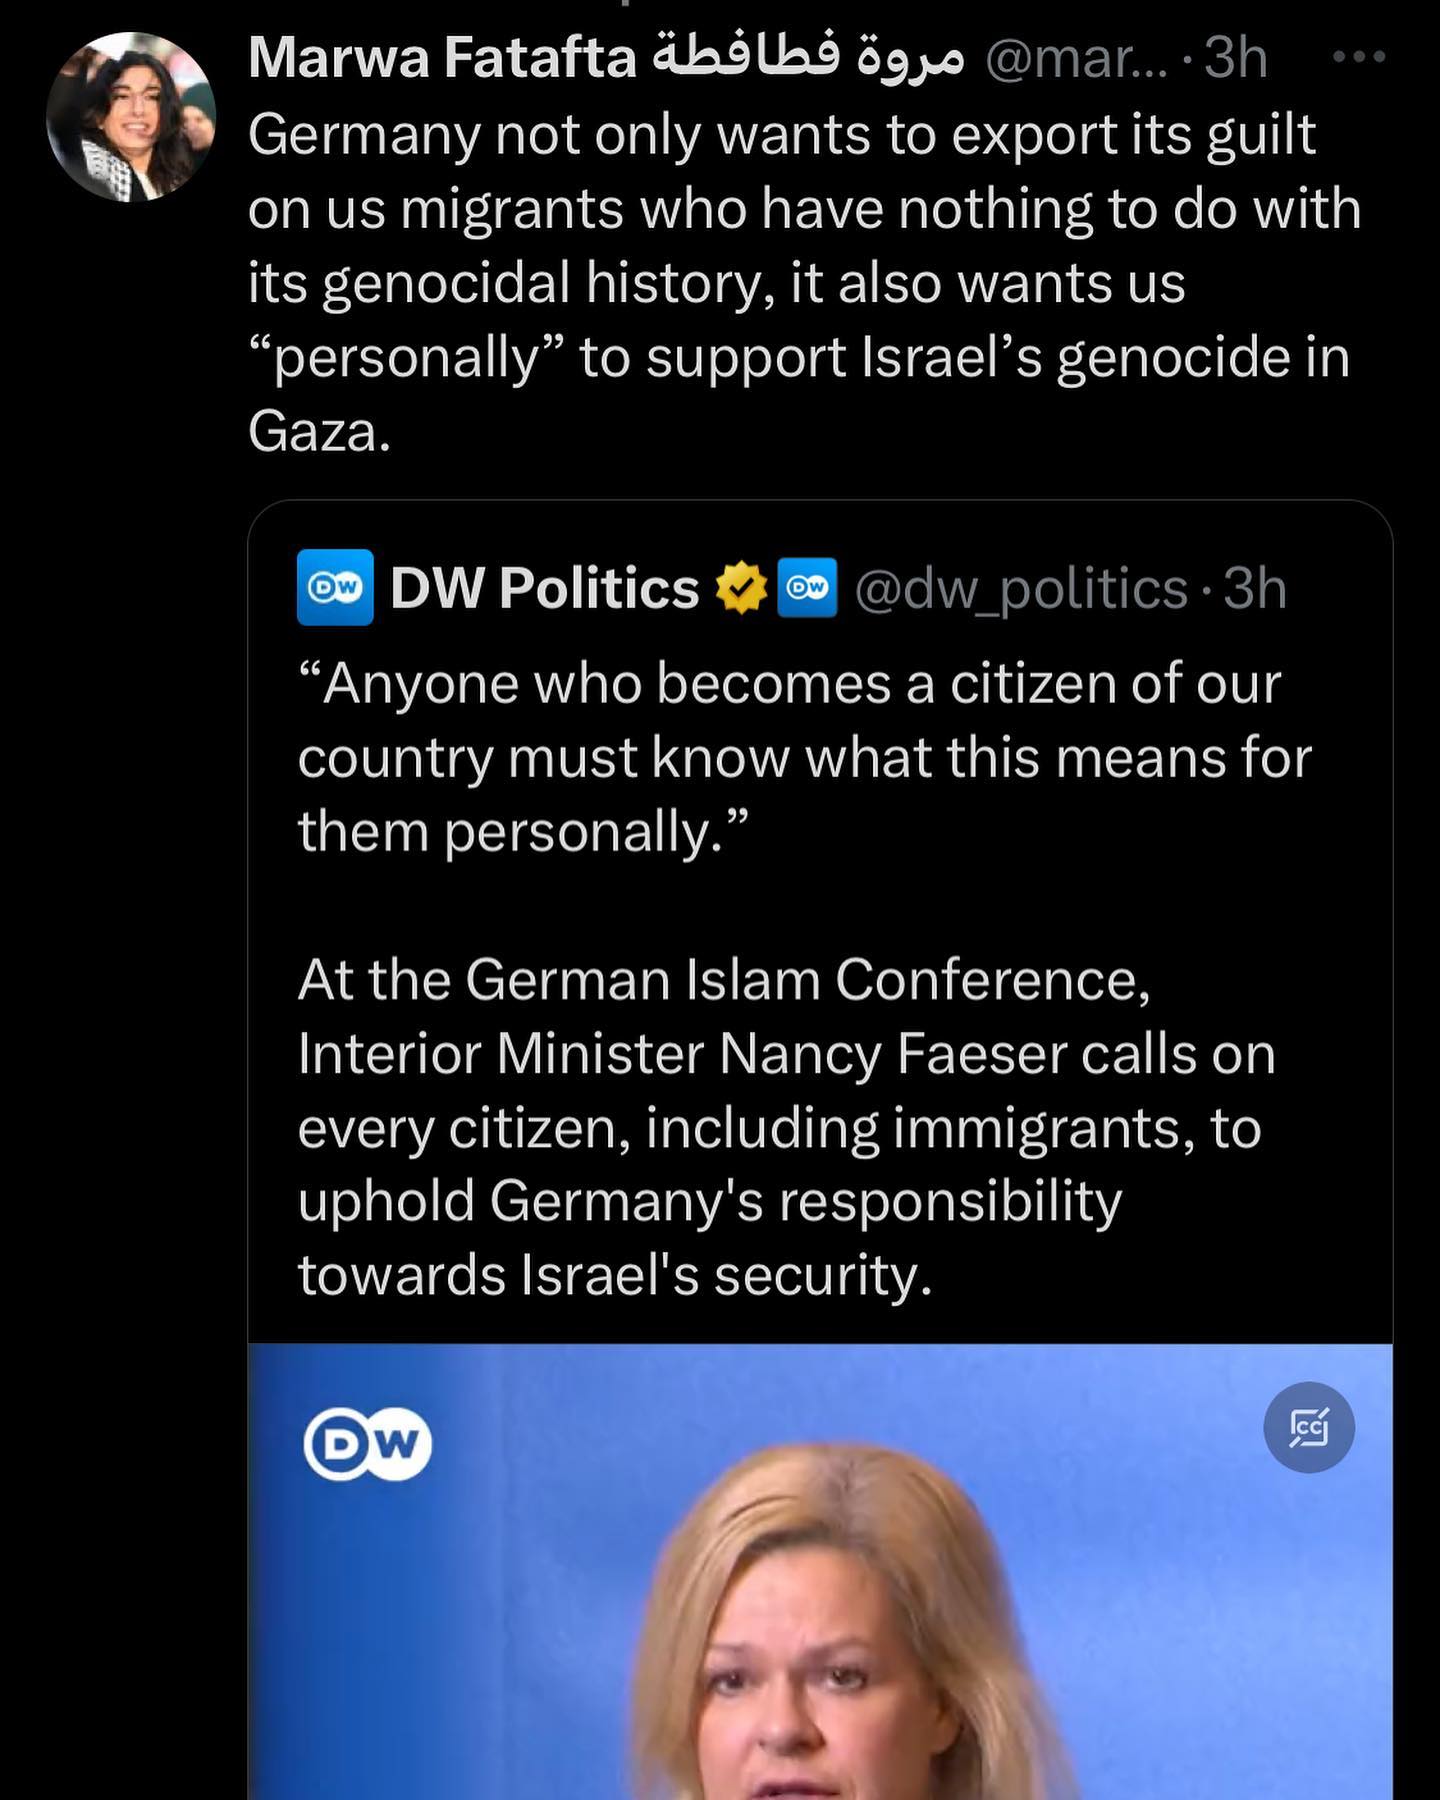 Marwa Fatafta مروة فطافطة @mar... · 3h
Germany not only wants to export its guilt
on us migrants who have nothing to do with
its genocidal history, it also wants us
“personally” to support Israel’s genocide in
Gaza.
DW DW Politics DW @dw_politics · 3h
“Anyone who becomes a citizen of our
country must know what this means for
them personally.”
At the German Islam Conference,
Interior Minister Nancy Faeser calls on
every citizen, including immigrants, to
uphold Germany's responsibility
towards Israel's security.
DW
CC